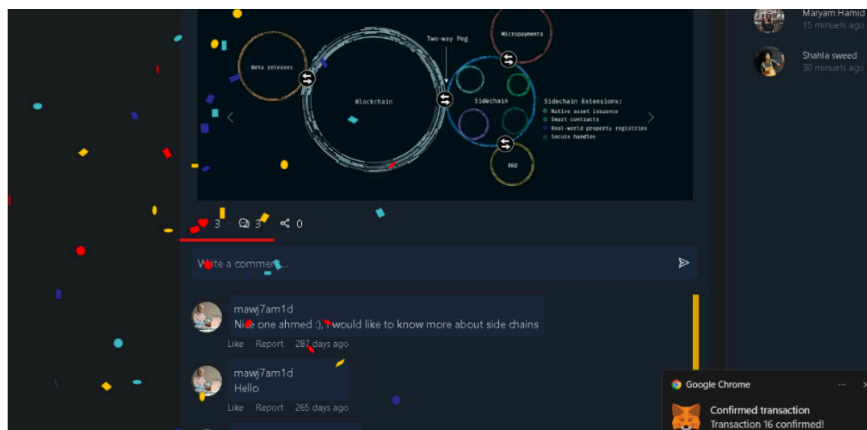 Maryam Hamid
15 minuets ago
Shahla sweed
30 minuets ago
Micropayments
Two-way Peg
Beta releases
Blockchain
Sidechain
Sidechain Extensions:
Native asset issuance
Smart contracts
Real-world property registries
Secure handles
3 3 0
Write a comment...
mawj7am1d
Nice one ahmed :), I would like to know more about side chains
Like Report 287 days ago
mawj7am1d
Hello
Like Report 265 days ago
Google Chrome
Confirmed transaction
Transaction 16 confirmed!